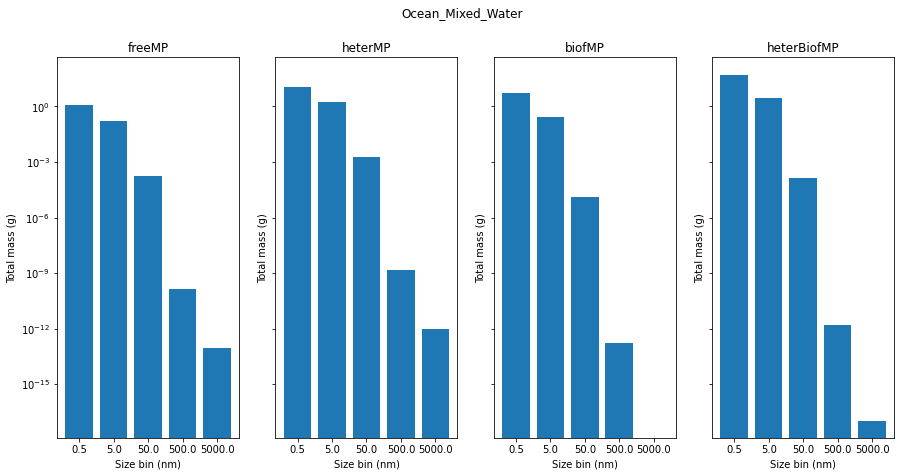 Ocean_Mixed_Water
freeMP
heterMP
biofMP
heterBiofMP
Total mass (g)
10⁰
10⁻³
10⁻⁶
10⁻⁹
10⁻¹²
10⁻¹⁵
0.5 5.0 50.0 500.0 5000.0
Size bin (nm)
Total mass (g)
0.5 5.0 50.0 500.0 5000.0
Size bin (nm)
Total mass (g)
0.5 5.0 50.0 500.0 5000.0
Size bin (nm)
Total mass (g)
0.5 5.0 50.0 500.0 5000.0
Size bin (nm)